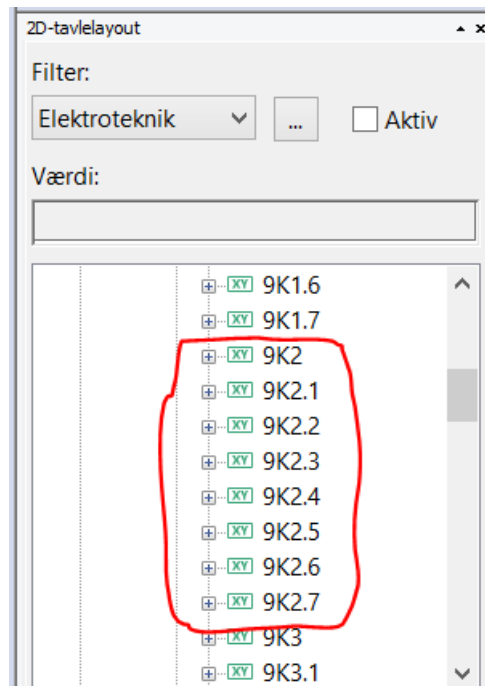 2D-tavlelayout
Filter:
Elektroteknik ... Aktiv
Værdi:
XY 9K1.6
XY 9K1.7
XY 9K2
XY 9K2.1
XY 9K2.2
XY 9K2.3
XY 9K2.4
XY 9K2.5
XY 9K2.6
XY 9K2.7
XY 9K3
XY 9K3.1